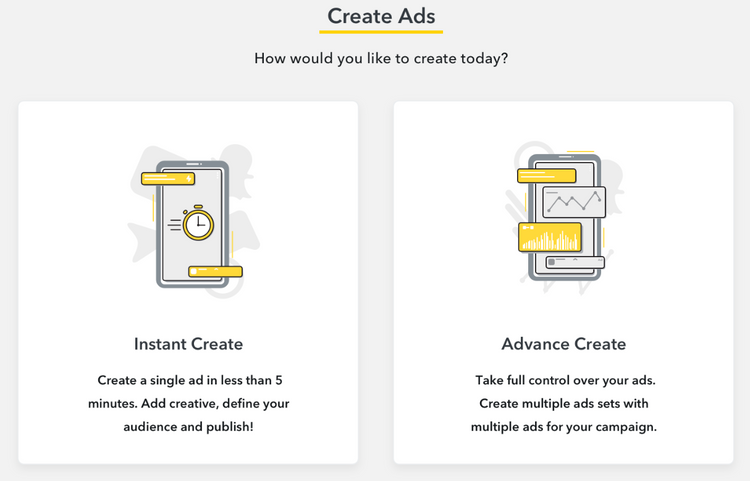 Create Ads
How would you like to create today?
Instant Create
Create a single ad in less than 5
minutes. Add creative, define your
audience and publish!
Advance Create
Take full control over your ads.
Create multiple ads sets with
multiple ads for your campaign.